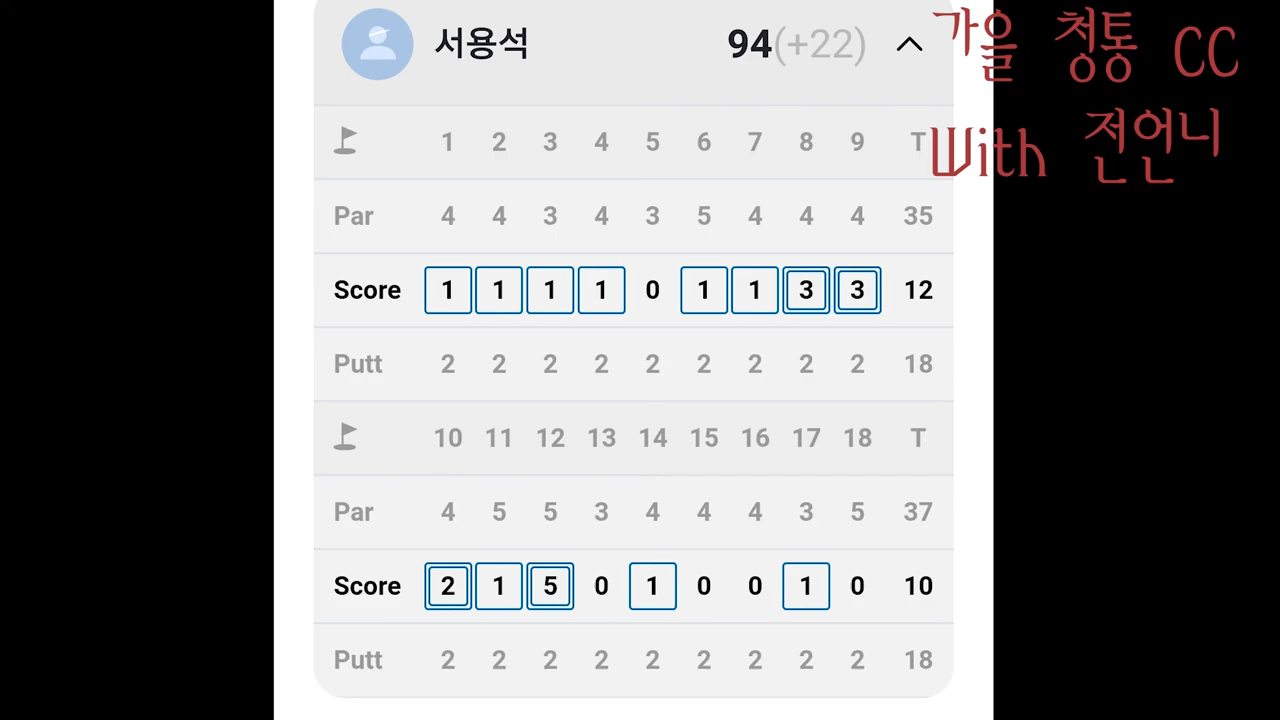 서용석 94(+22)
가을 청통 CC
With 전언니
1 2 3 4 5 6 7 8 9 T
Par 4 4 3 4 3 5 4 4 4 35
Score 1 1 1 1 0 1 1 3 3 12
Putt 2 2 2 2 2 2 2 2 2 18
10 11 12 13 14 15 16 17 18 T
Par 4 5 5 3 4 4 4 3 5 37
Score 2 1 5 0 1 0 0 1 0 10
Putt 2 2 2 2 2 2 2 2 2 18